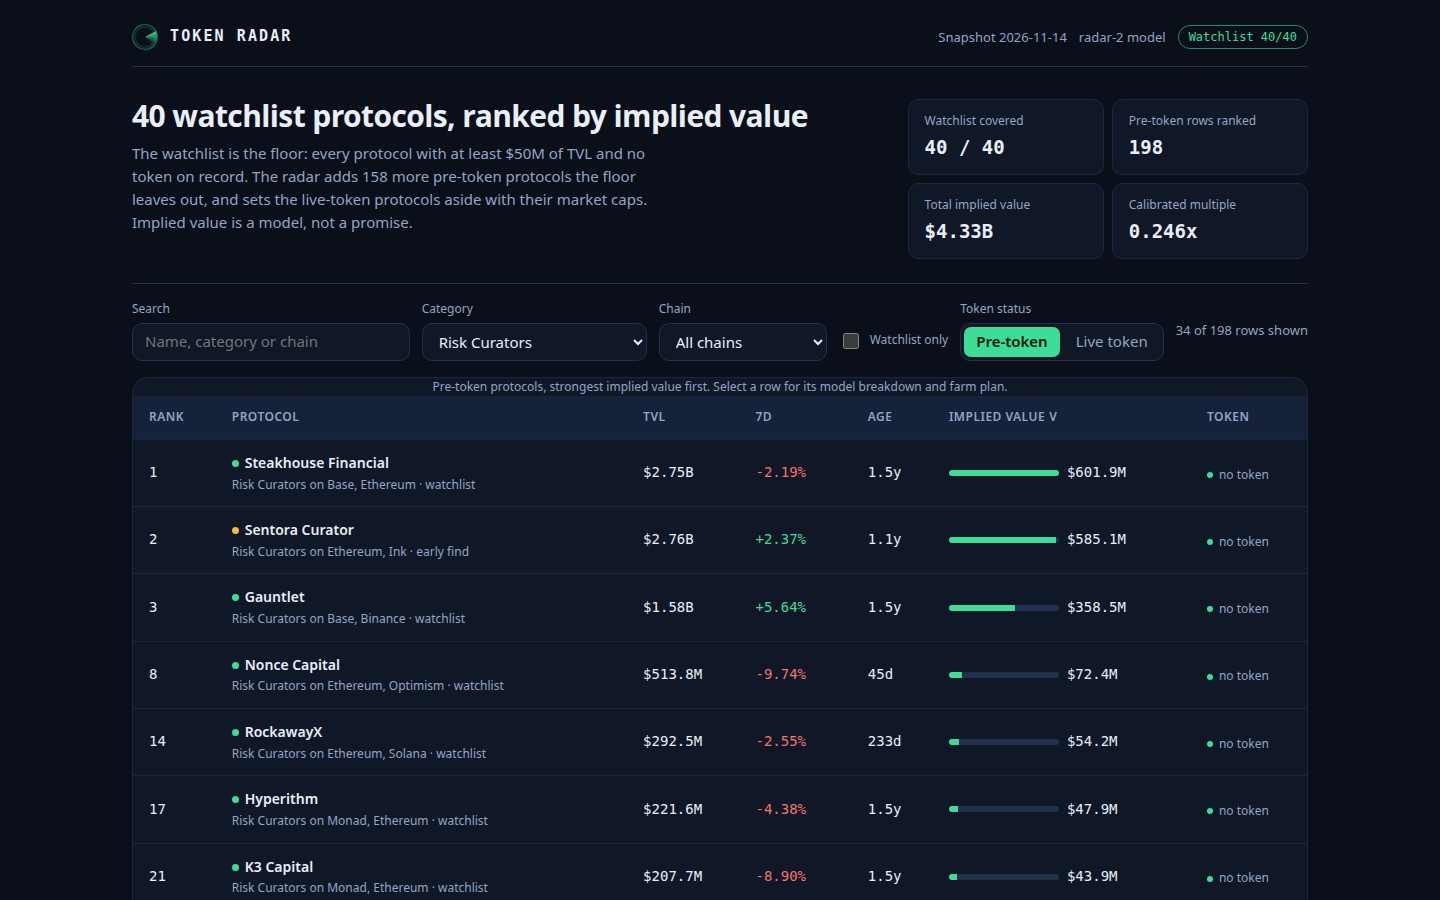 TOKEN RADAR
Snapshot 2026-11-14 radar-2 model Watchlist 40/40
40 watchlist protocols, ranked by implied value
The watchlist is the floor: every protocol with at least $50M of TVL and no
token on record. The radar adds 158 more pre-token protocols the floor
leaves out, and sets the live-token protocols aside with their market caps.
Implied value is a model, not a promise.
Watchlist covered
40 / 40
Pre-token rows ranked
198
Total implied value
$4.33B
Calibrated multiple
0.246x
Search
Name, category or chain
Category
Risk Curators
Chain
All chains
Watchlist only
Token status
Pre-token Live token
34 of 198 rows shown
Pre-token protocols, strongest implied value first. Select a row for its model breakdown and farm plan.
RANK PROTOCOL TVL 7D AGE IMPLIED VALUE V TOKEN
1 Steakhouse Financial $2.75B -2.19% 1.5y $601.9M no token
Risk Curators on Base, Ethereum · watchlist
2 Sentora Curator $2.76B +2.37% 1.1y $585.1M no token
Risk Curators on Ethereum, Ink · early find
3 Gauntlet $1.58B +5.64% 1.5y $358.5M no token
Risk Curators on Base, Binance · watchlist
8 Nonce Capital $513.8M -9.74% 45d $72.4M no token
Risk Curators on Ethereum, Optimism · watchlist
14 RockawayX $292.5M -2.55% 233d $54.2M no token
Risk Curators on Ethereum, Solana · watchlist
17 Hyperithm $221.6M -4.38% 1.5y $47.9M no token
Risk Curators on Monad, Ethereum · watchlist
21 K3 Capital $207.7M -8.90% 1.5y $43.9M no token
Risk Curators on Monad, Ethereum · watchlist